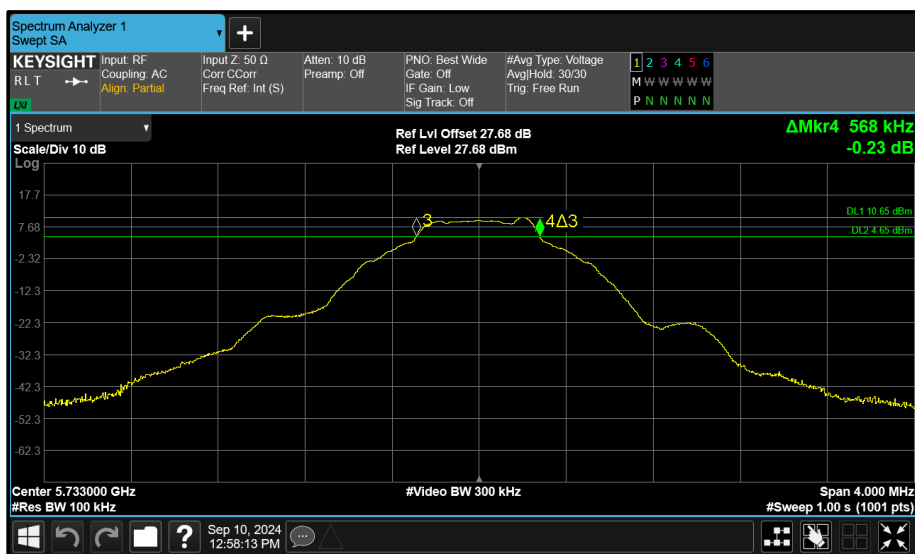 Spectrum Analyzer 1
Swept SA
KEYSIGHT
R L T
LXI
Input: RF
Coupling: AC
Align: Partial
Input Z: 50 Ω
Corr CCorr
Freq Ref: Int (S)
Atten: 10 dB
Preamp: Off
PNO: Best Wide
Gate: Off
IF Gain: Low
Sig Track: Off
#Avg Type: Voltage
Avg|Hold: 30/30
Trig: Free Run
1 2 3 4 5 6
M W W W W W
P N N N N N
1 Spectrum
Scale/Div 10 dB
Log
Ref Lvl Offset 27.68 dB
Ref Level 27.68 dBm
ΔMkr4 568 kHz
-0.23 dB
17.7
7.68
-2.32
-12.3
-22.3
-32.3
-42.3
-52.3
-62.3
3
4Δ3
DL1 10.65 dBm
DL2 4.65 dBm
Center 5.733000 GHz
#Res BW 100 kHz
#Video BW 300 kHz
Span 4.000 MHz
#Sweep 1.00 s (1001 pts)
?
Sep 10, 2024
12:58:13 PM